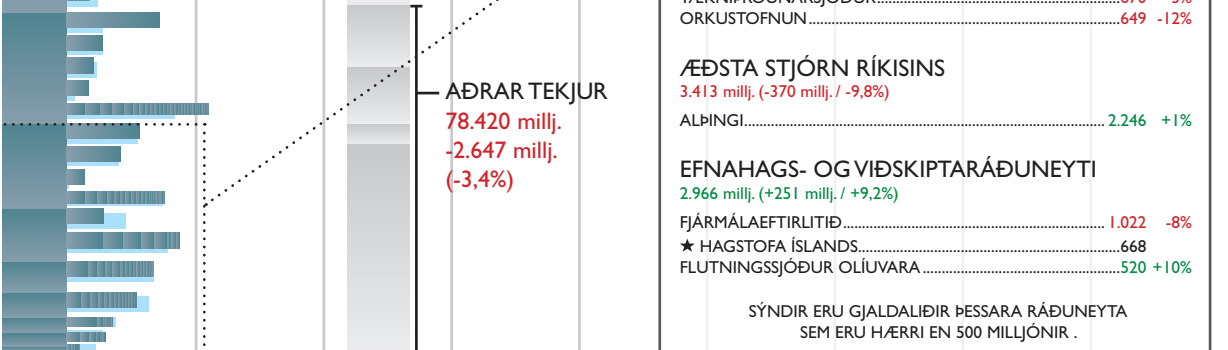 AÐRAR TEKJUR
78.420 millj.
-2.647 millj.
(-3,4%)
ORKUSTOFNUN 649 -12%
ÆÐSTA STJÓRN RÍKISINS
3.413 millj. (-370 millj. / -9,8%)
ALÞINGI 2.246 +1%
EFNAHAGS- OG VIÐSKIPTARÁÐUNEYTI
2.966 millj. (+251 millj. / +9,2%)
FJÁRMÁLAEFTIRLITIÐ 1.022 -8%
★ HAGSTOFA ÍSLANDS 668
FLUTNINGSSJÓÐUR OLÍUVARA 520 +10%
SÝNDIR ERU GJALDALIÐIR ÞESSARA RÁÐUNEYTA
SEM ERU HÆRRI EN 500 MILLJÓNIR .